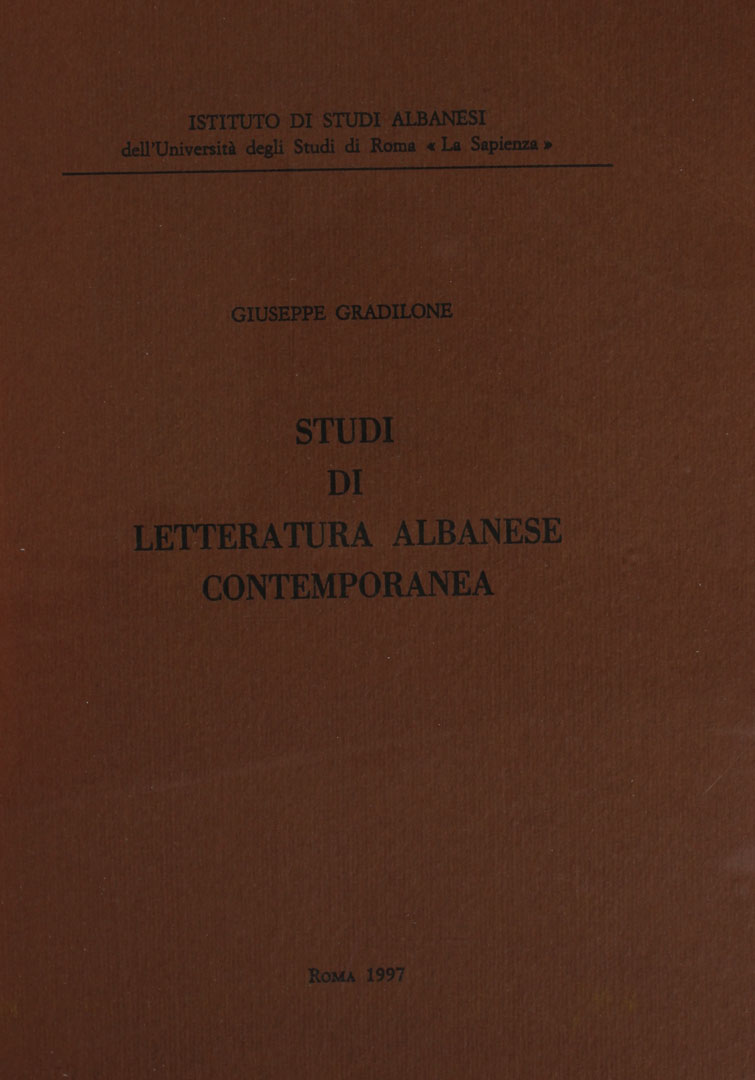 ISTITUTO DI STUDI ALBANESI
dell'Università degli Studi di Roma « La Sapienza »
GIUSEPPE GRADILONE
STUDI
DI
LETTERATURA ALBANESE
CONTEMPORANEA
ROMA 1997